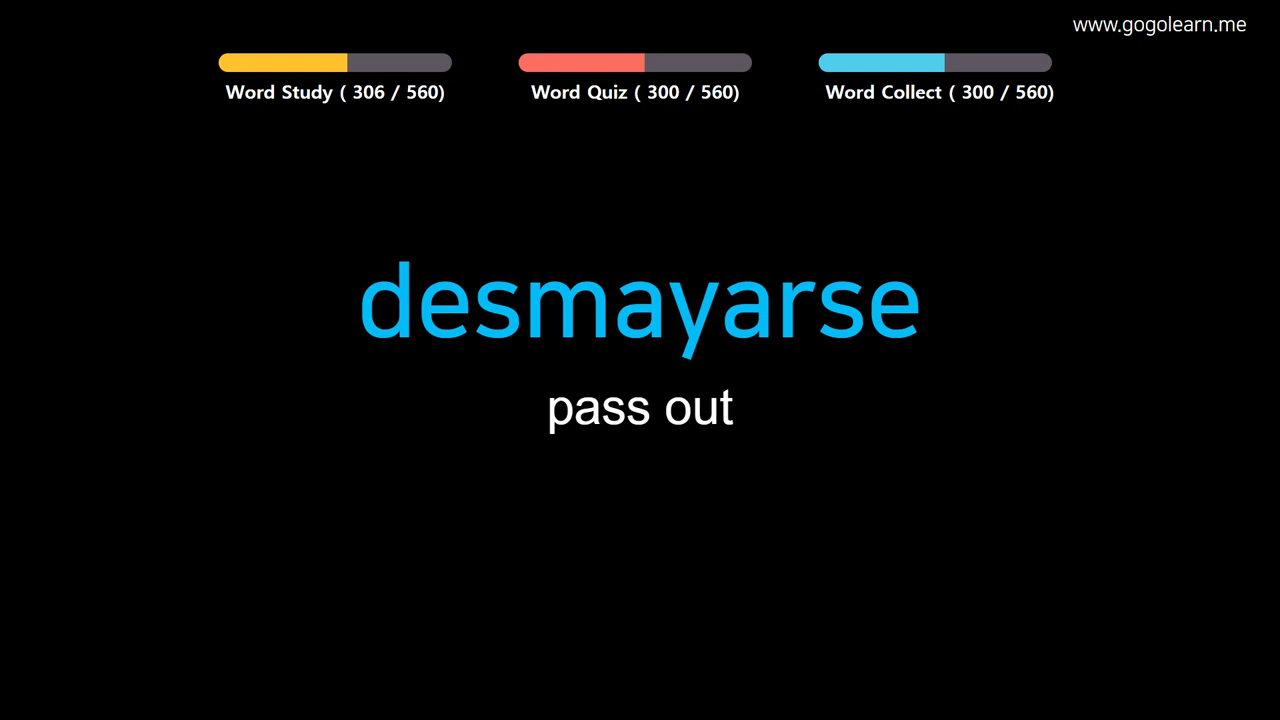 www.gogolearn.me
Word Study ( 306 / 560)
Word Quiz ( 300 / 560)
Word Collect ( 300 / 560)
desmayarse
pass out